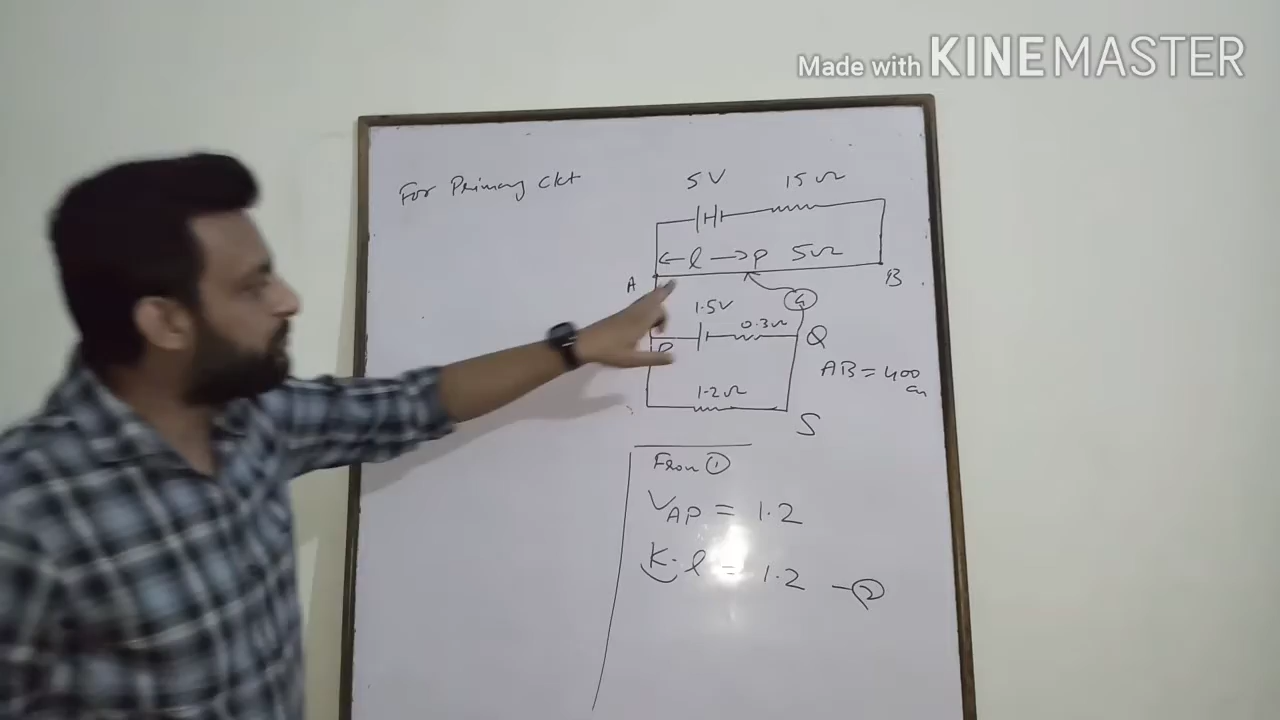 Made with KINEMASTER
For Primary Ckt
5V 15Ω
l P 5Ω
A B
1.5V G
0.3Ω Q
AB = 400 cm
1.2Ω
S
From ①
V_AP = 1.2
K. l = 1.2 — ②